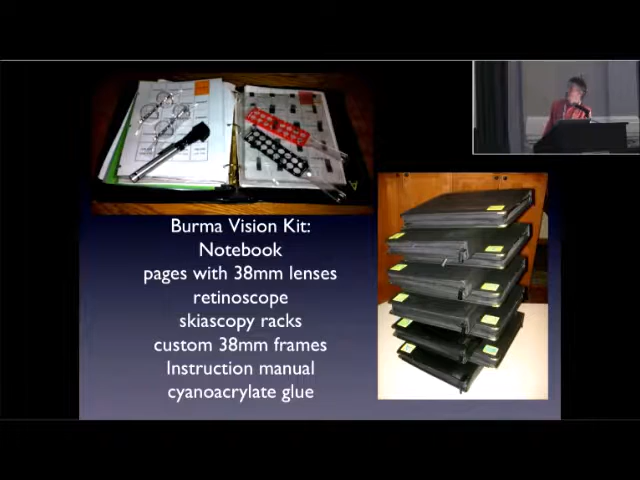 Burma Vision Kit:
Notebook
pages with 38mm lenses
retinoscope
skiascopy racks
custom 38mm frames
Instruction manual
cyanoacrylate glue